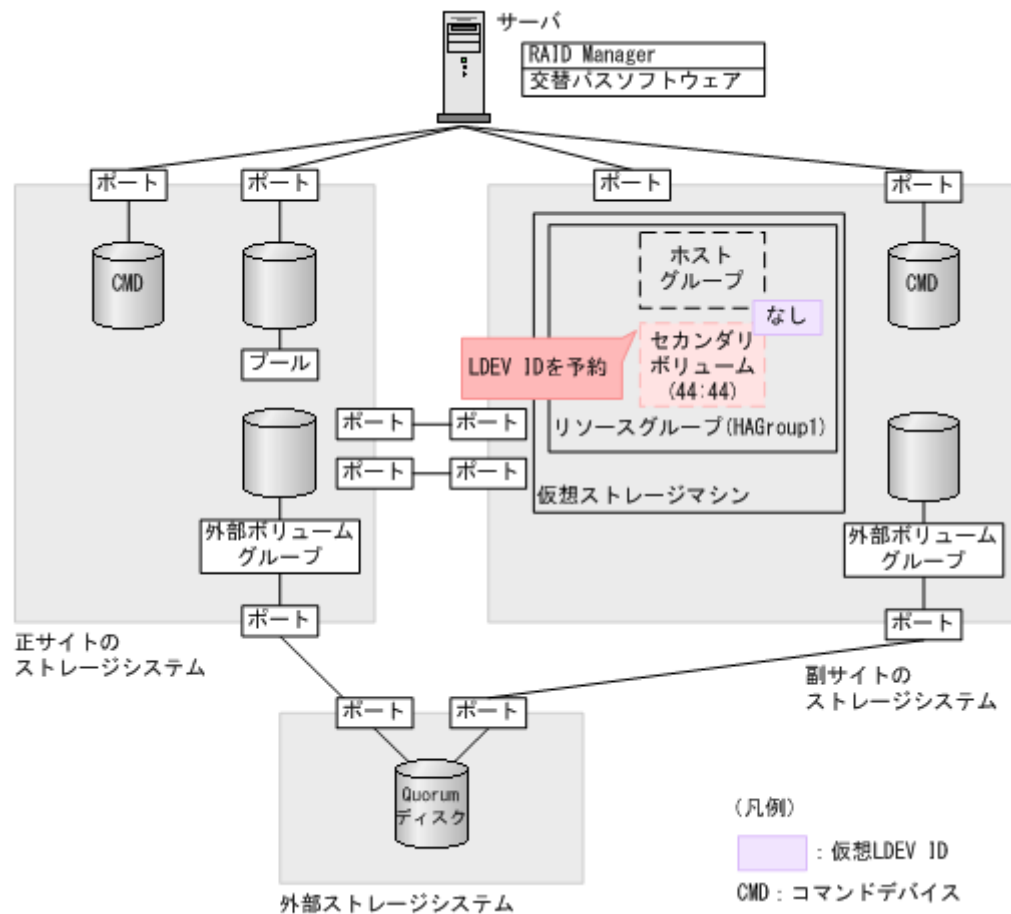 サーバ
RAID Manager
交替パスソフトウェア
ポート
ポート
ポート
ポート
CMD
プール
ホスト
グループ
なし
セカンダリ
ボリューム
(44:44)
LDEV IDを予約
リソースグループ(HAGroup1)
仮想ストレージマシン
CMD
ポート
ポート
ポート
ポート
外部ボリューム
グループ
外部ボリューム
グループ
ポート
ポート
正サイトの
ストレージシステム
副サイトの
ストレージシステム
ポート
ポート
Quorum
ディスク
外部ストレージシステム
(凡例)
:仮想LDEV ID
CMD:コマンドデバイス